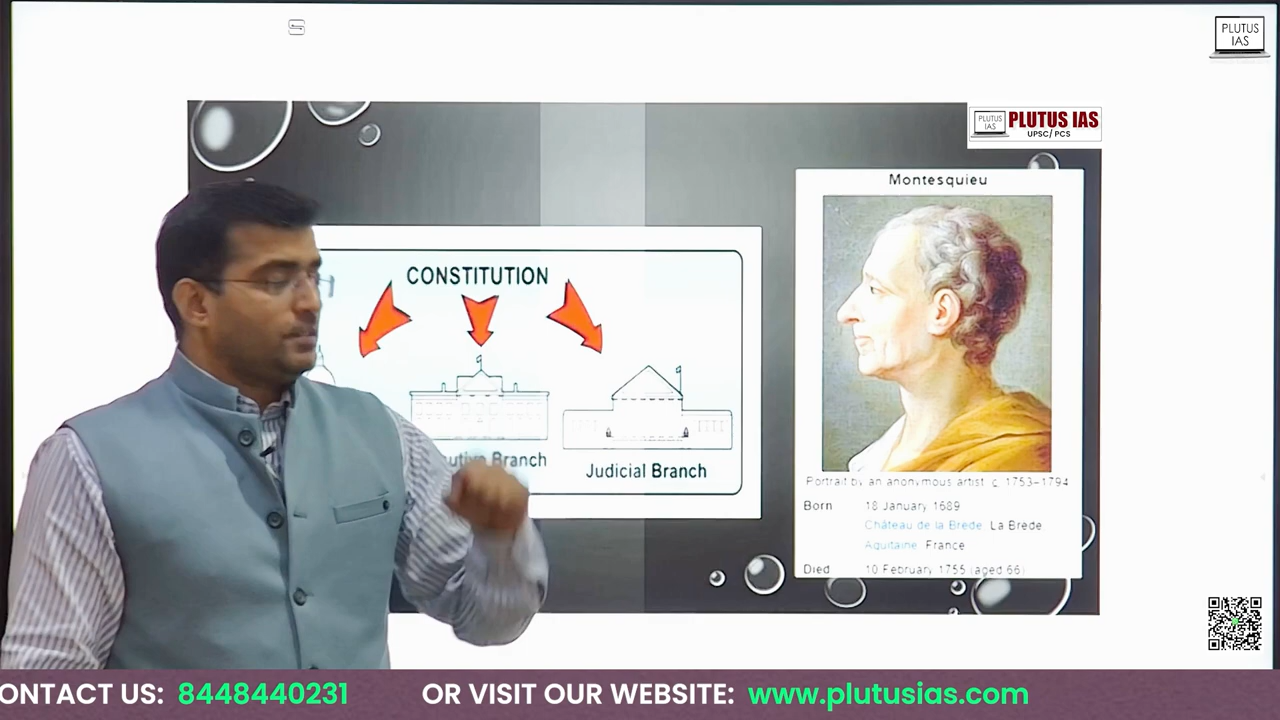 PLUTUS
IAS
PLUTUS
IAS
PLUTUS IAS
UPSC/ PCS
Montesquieu
CONSTITUTION
Branch
Judicial Branch
Portrait by an anonymous artist c. 1753–1794
Born 18 January 1689
Château de la Brède La Brede
Aquitaine France
Died 10 February 1755 (aged 66)
ONTACT US: 8448440231 OR VISIT OUR WEBSITE: www.plutusias.com